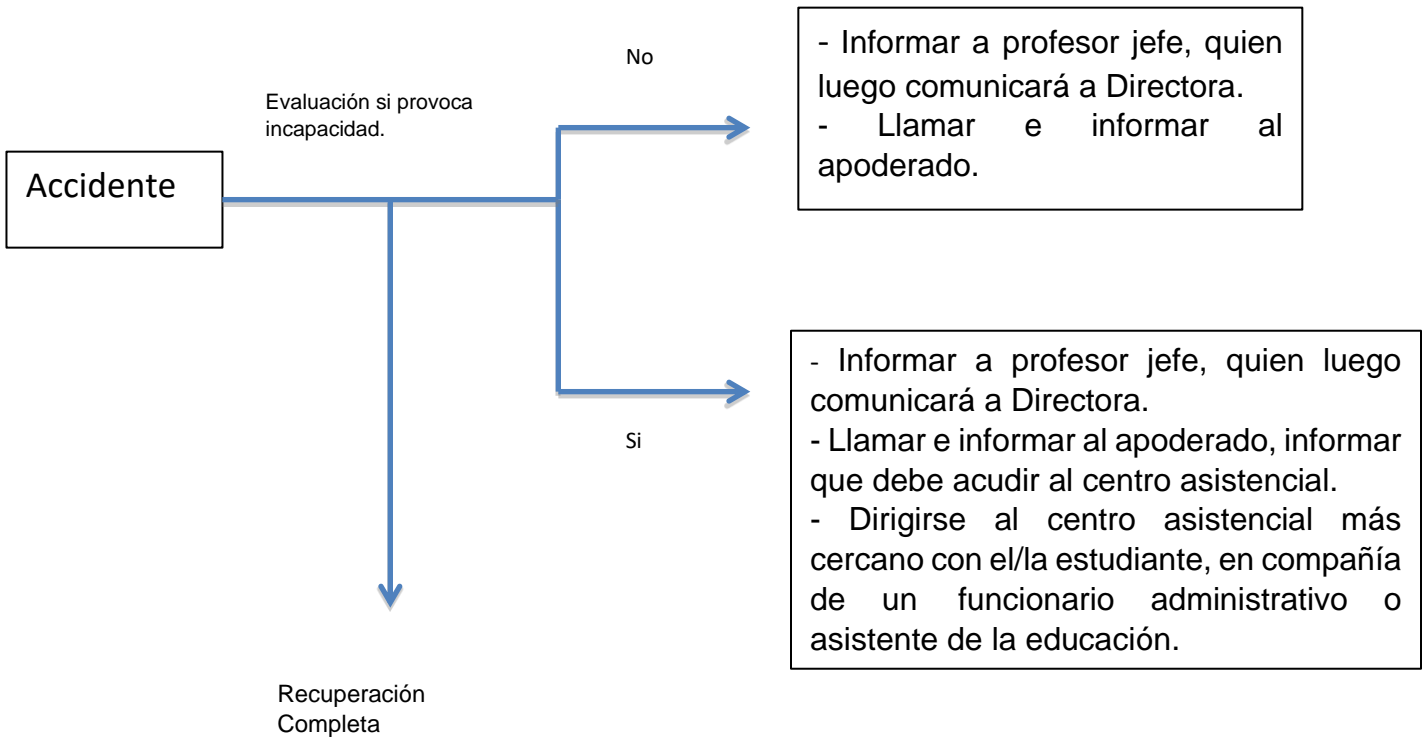 Accidente
Evaluación si provoca
incapacidad.
No
- Informar a profesor jefe, quien
luego comunicará a Directora.
- Llamar e informar al
apoderado.
Si
- Informar a profesor jefe, quien luego
comunicará a Directora.
- Llamar e informar al apoderado, informar
que debe acudir al centro asistencial.
- Dirigirse al centro asistencial más
cercano con el/la estudiante, en compañía
de un funcionario administrativo o
asistente de la educación.
Recuperación
Completa